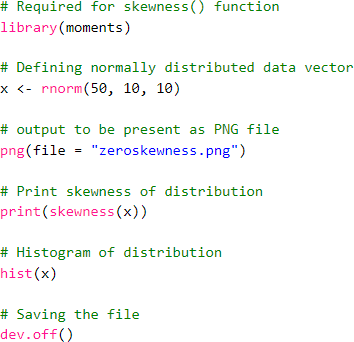 # Required for skewness() function
library(moments)
# Defining normally distributed data vector
x <- rnorm(50, 10, 10)
# output to be present as PNG file
png(file = "zeroskewness.png")
# Print skewness of distribution
print(skewness(x))
# Histogram of distribution
hist(x)
# Saving the file
dev.off()